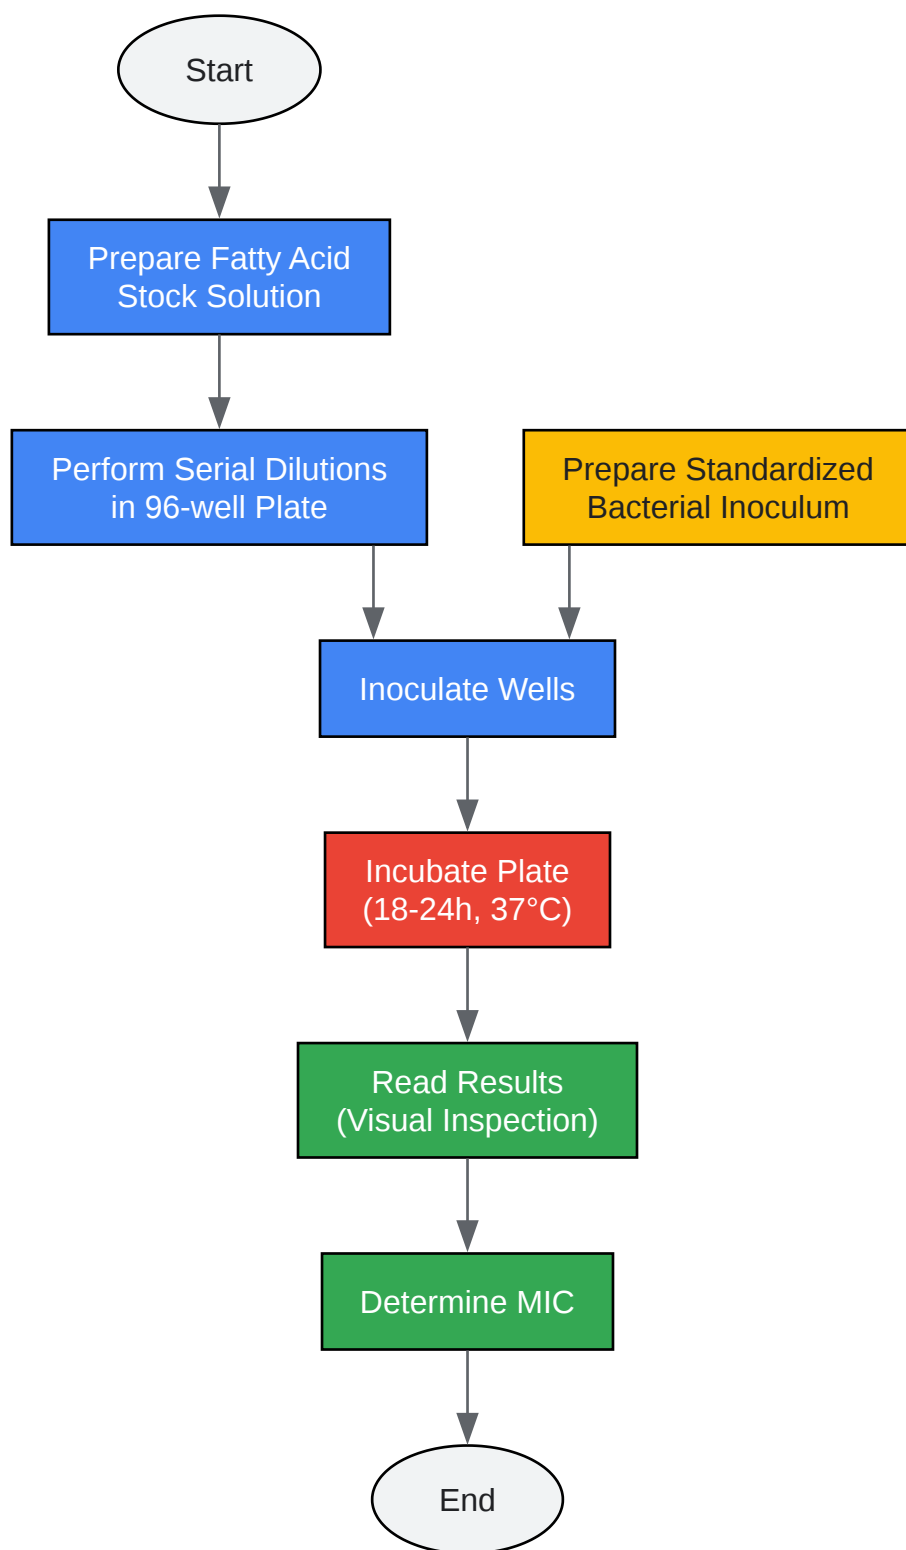 Start
Prepare Fatty Acid
Stock Solution
Perform Serial Dilutions
in 96-well Plate
Prepare Standardized
Bacterial Inoculum
Inoculate Wells
Incubate Plate
(18-24h, 37°C)
Read Results
(Visual Inspection)
Determine MIC
End